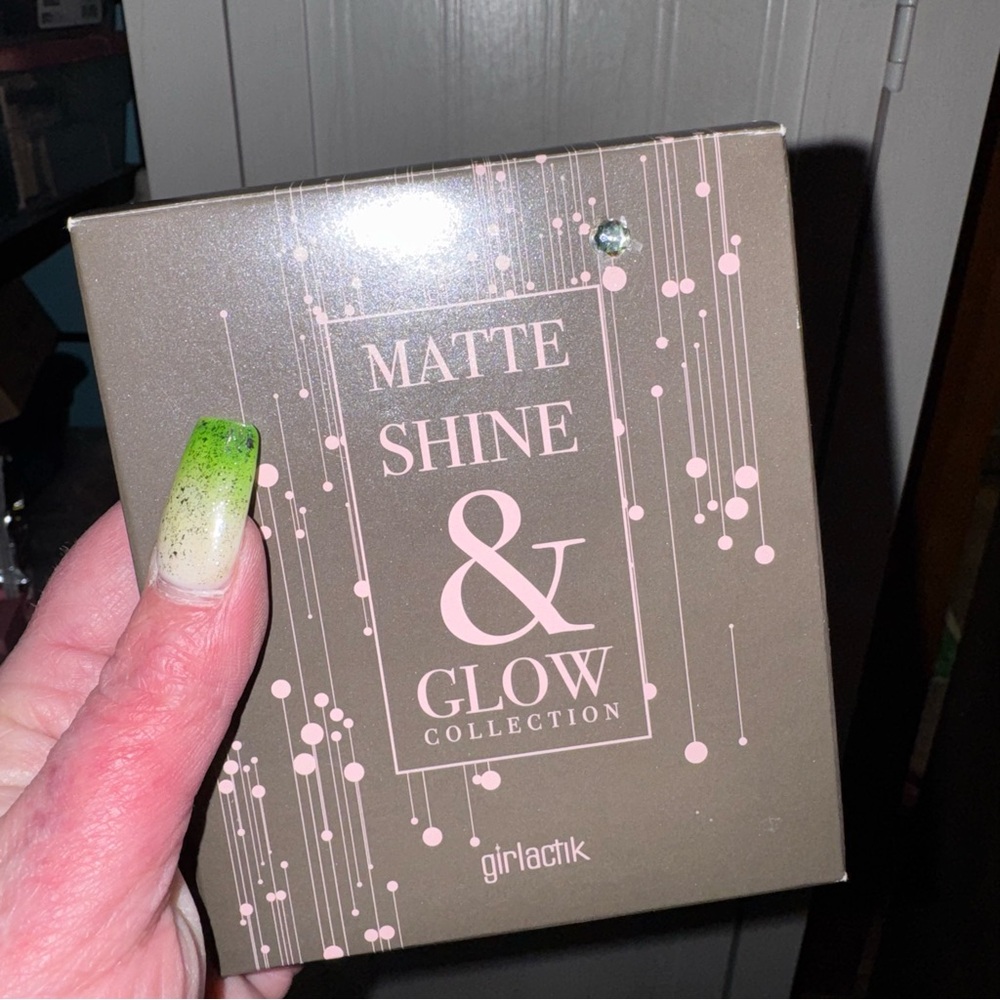 MATTE
SHINE
&
GLOW
COLLECTION
girlactik